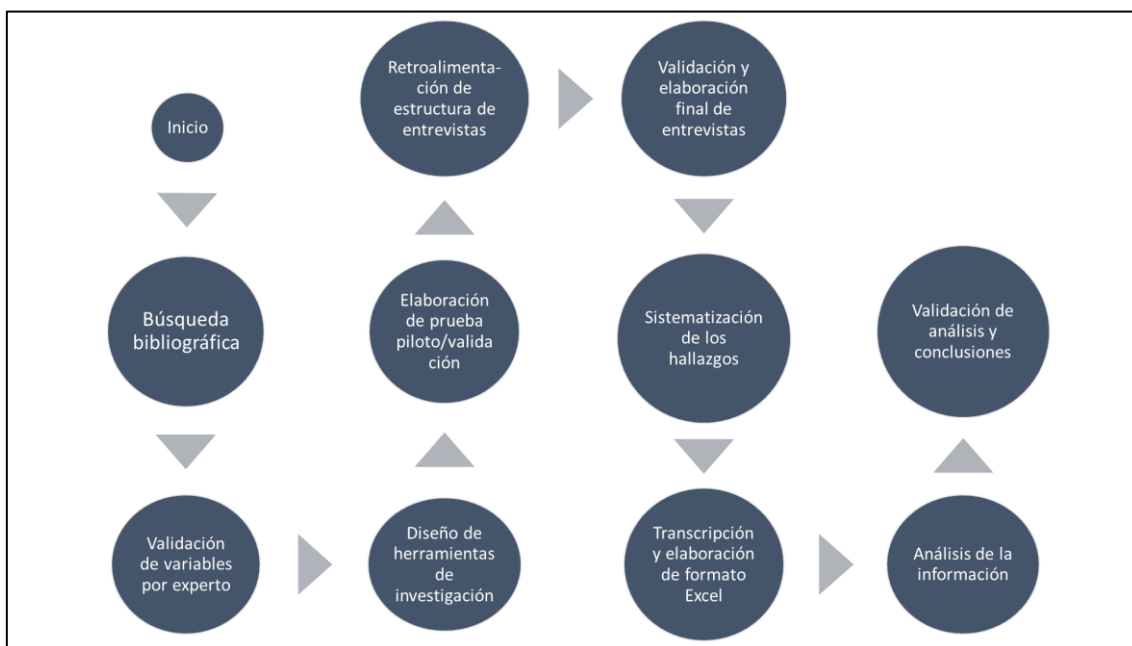 Inicio
Búsqueda
bibliográfica
Validación
de variables
por experto
Diseño de
herramientas
de
investigación
Elaboración
de prueba
piloto/valida
ción
Retroalimenta-
ación de
estructura de
entrevistas
Validación y
elaboración
final de
entrevistas
Sistematización
de los
hallazgos
Transcripción
y elaboración
de formato
Excel
Análisis de la
información
Validación de
análisis y
conclusiones